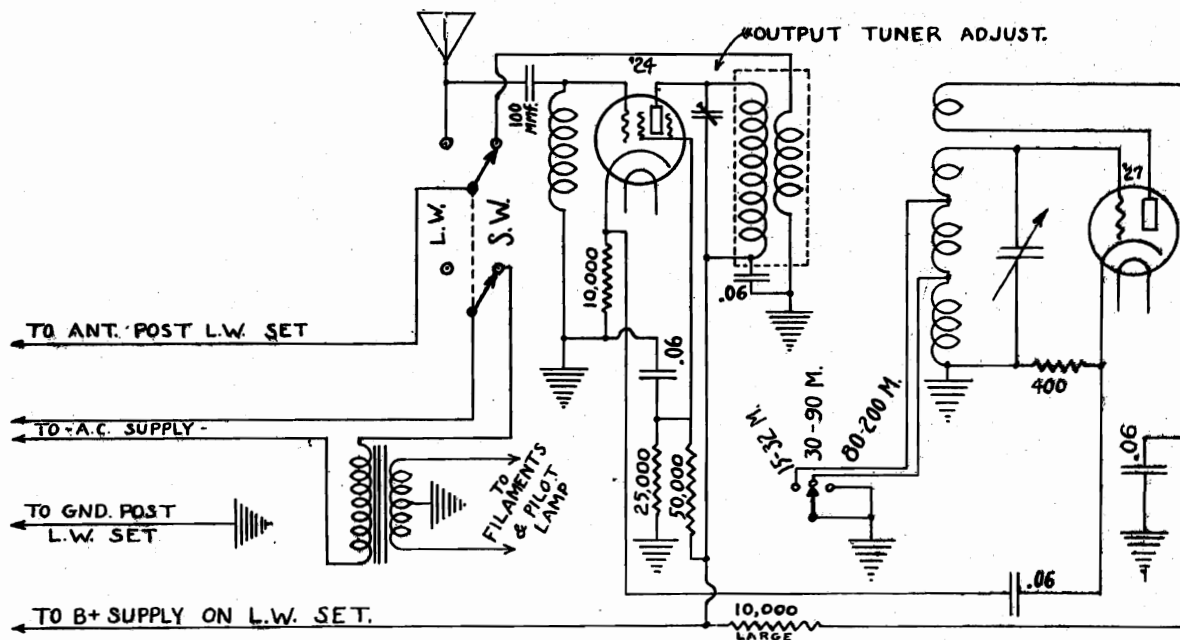 "OUTPUT TUNER ADJUST.
'24
100
MMF.
'27
L.W.
S.W.
10,000
.06
.06
TO ANT. POST L.W. SET
400
15-32 M.
30-90 M.
80-200 M.
TO -A.C. SUPPLY-
.06
25,000
50,000
TO
FILAMENTS
& PILOT
LAMP
TO GND. POST
L.W. SET
.06
TO B+ SUPPLY ON L.W. SET.
10,000
LARGE